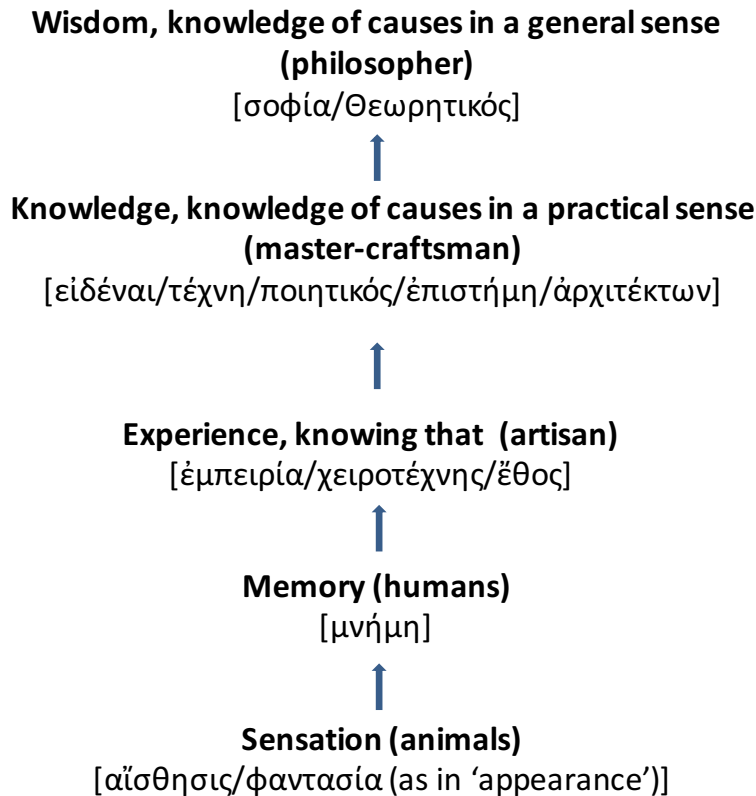 Wisdom, knowledge of causes in a general sense
(philosopher)
[σοφία/Θεωρητικός]
Knowledge, knowledge of causes in a practical sense
(master-craftsman)
[εἰδέναι/τέχνη/ποιητικός/ἐπιστήμη/ἀρχιτέκτων]
Experience, knowing that (artisan)
[ἐμπειρία/χειροτέχνης/ἔθος]
Memory (humans)
[μνήμη]
Sensation (animals)
[αἴσθησις/φαντασία (as in ‘appearance’)]